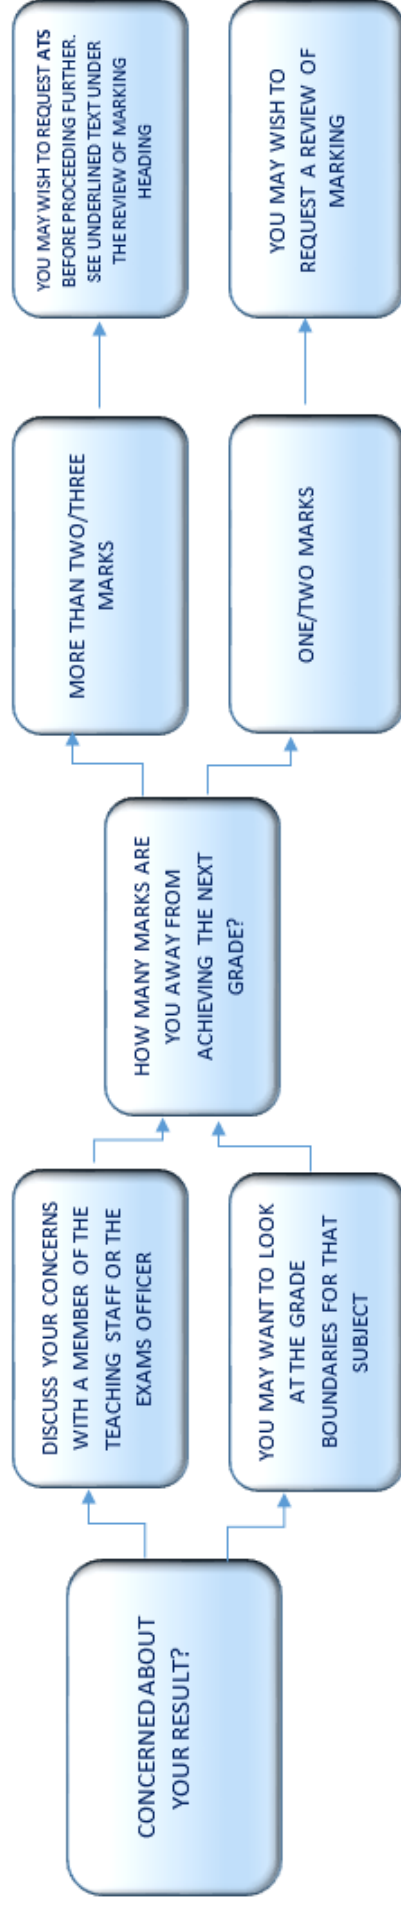 CONCERNED ABOUT
YOUR RESULT?
DISCUSS YOUR CONCERNS
WITH A MEMBER OF THE
TEACHING STAFF OR THE
EXAMS OFFICER
YOU MAY WANT TO LOOK
AT THE GRADE
BOUNDARIES FOR THAT
SUBJECT
HOW MANY MARKS ARE
YOU AWAY FROM
ACHIEVING THE NEXT
GRADE?
MORE THAN TWO/THREE
MARKS
ONE/TWO MARKS
YOU MAY WISH TO REQUEST ATS
BEFORE PROCEEDING FURTHER.
SEE UNDERLINED TEXT UNDER
THE REVIEW OF MARKING
HEADING
YOU MAY WISH TO
REQUEST A REVIEW OF
MARKING